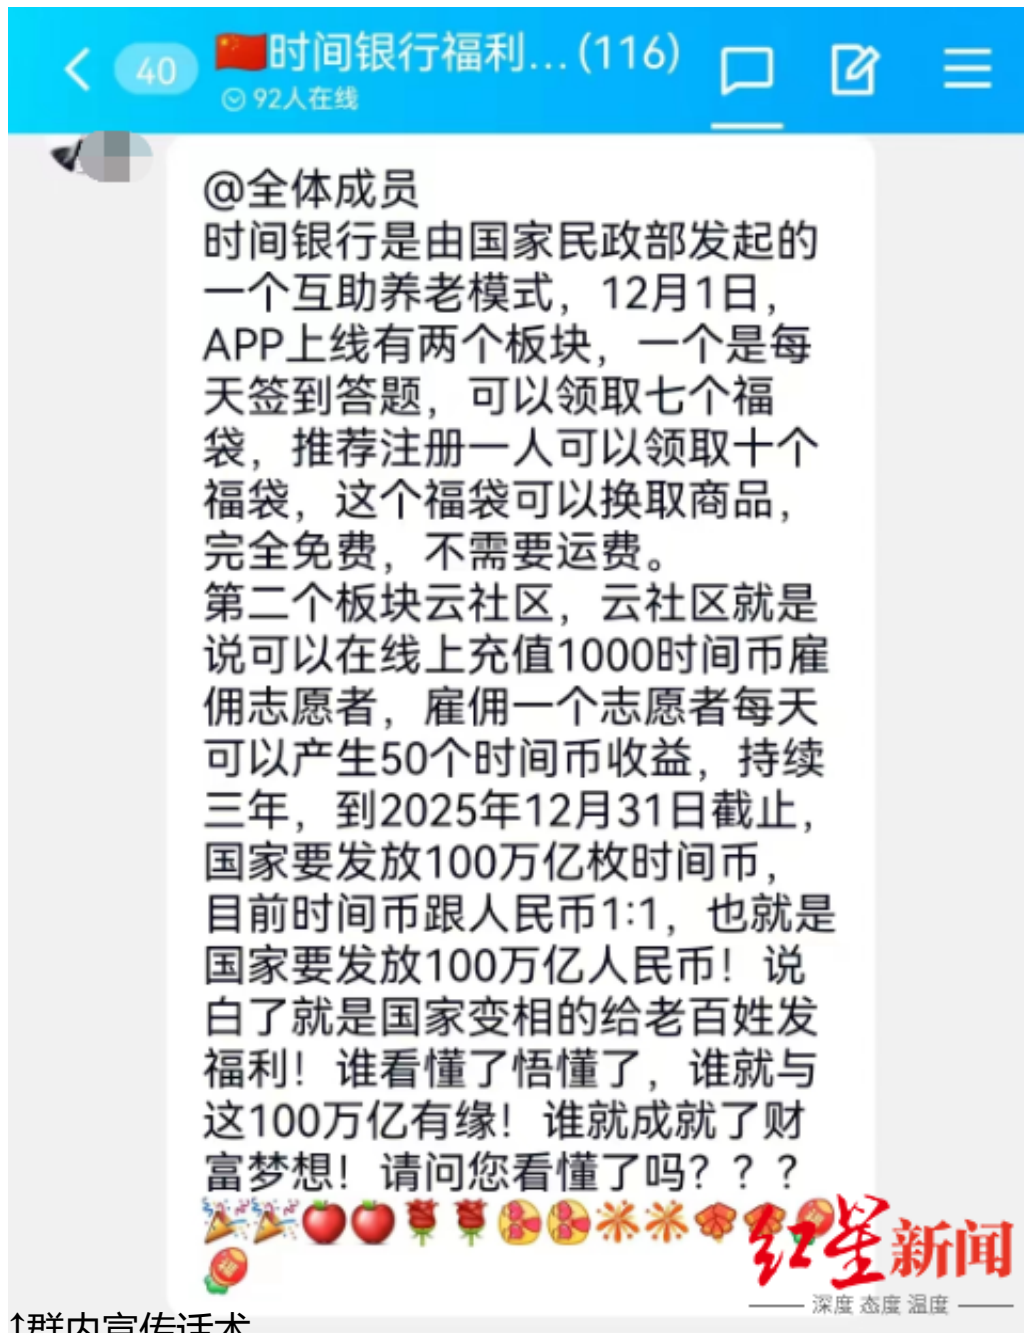 40
时间银行福利...(116)
92人在线
@全体成员
时间银行是由国家民政部发起的
一个互助养老模式，12月1日，
APP上线有两个板块，一个是每
天签到答题，可以领取七个福
袋，推荐注册一人可以领取十个
福袋，这个福袋可以换取商品，
完全免费，不需要运费。
第二个板块云社区，云社区就是
说可以在线上充值1000时间币雇
佣志愿者，雇佣一个志愿者每天
可以产生50个时间币收益，持续
三年，到2025年12月31日截止，
国家要发放100万亿枚时间币，
目前时间币跟人民币1:1，也就是
国家要发放100万亿人民币！说
白了就是国家变相的给老百姓发
福利！谁看懂了悟懂了，谁就与
这100万亿有缘！谁就成就了财
富梦想！请问您看懂了吗？？？
红星新闻
深度 态度 温度
↑群内宣传话术